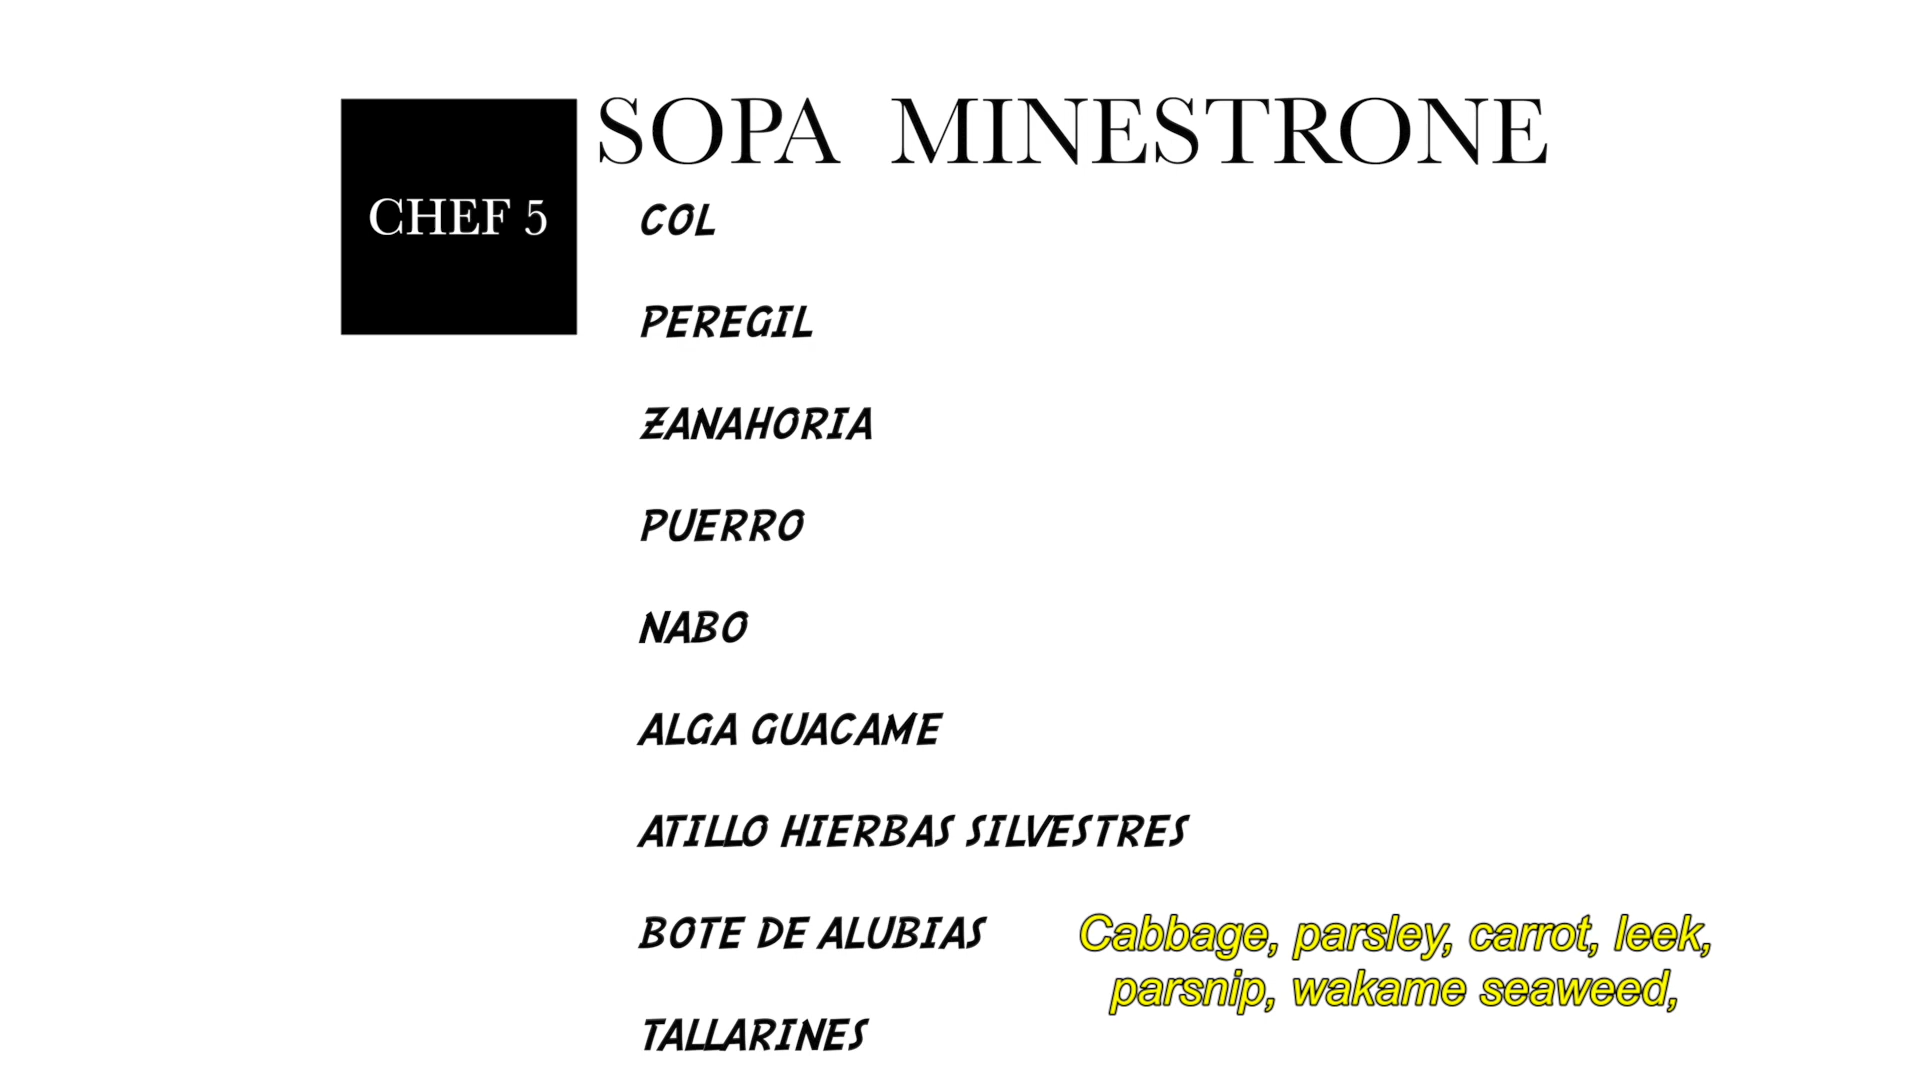 SOPA MINESTRONE
CHEF 5
COL
PEREGIL
ZANAHORIA
PUERRO
NABO
ALGA GUACAME
ATILLO HIERBAS SILVESTRES
BOTE DE ALUBIAS
TALLARINES
Cabbage, parsley, carrot, leek,
parsnip, wakame seaweed,